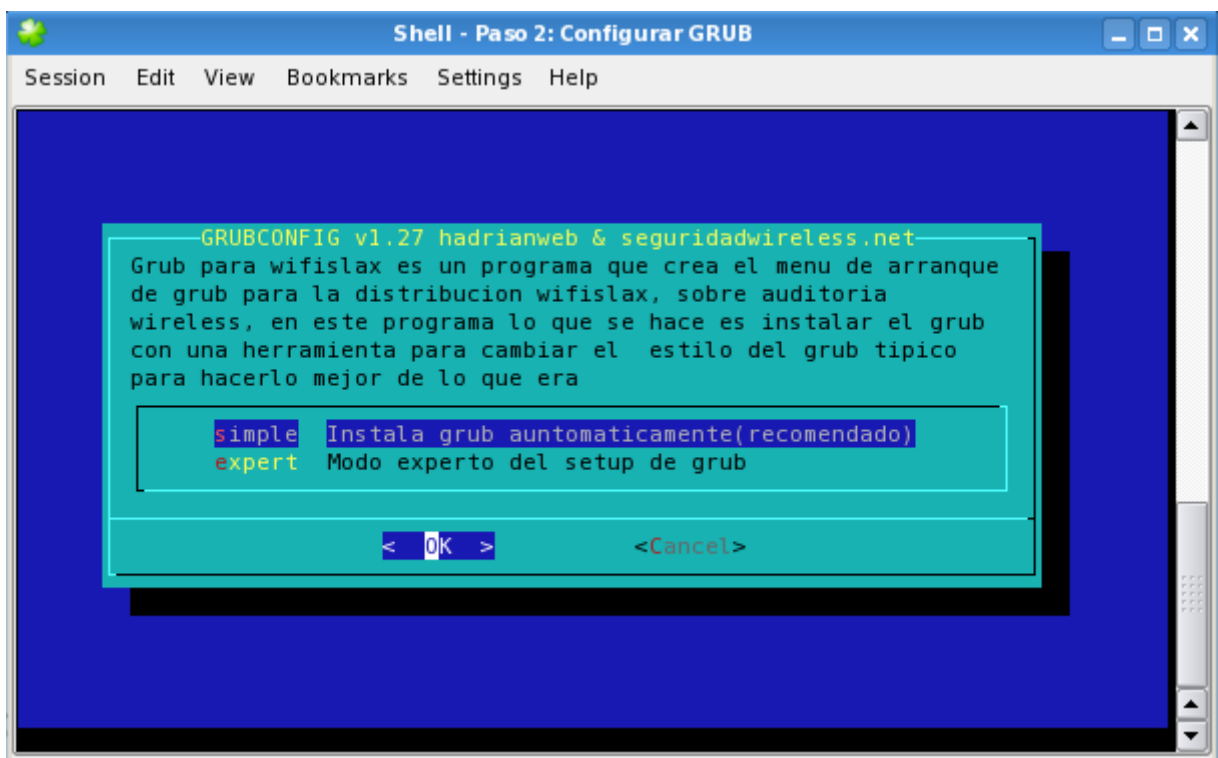 Shell - Paso 2: Configurar GRUB
Session Edit View Bookmarks Settings Help
GRUBCONFIG v1.27 hadrianweb & seguridadwireless.net
Grub para wifislax es un programa que crea el menu de arranque
de grub para la distribucion wifislax, sobre auditoria
wireless, en este programa lo que se hace es instalar el grub
con una herramienta para cambiar el  estilo del grub tipico
para hacerlo mejor de lo que era
simple Instala grub auntomaticamente(recomendado)
expert Modo experto del setup de grub
< OK > <Cancel>